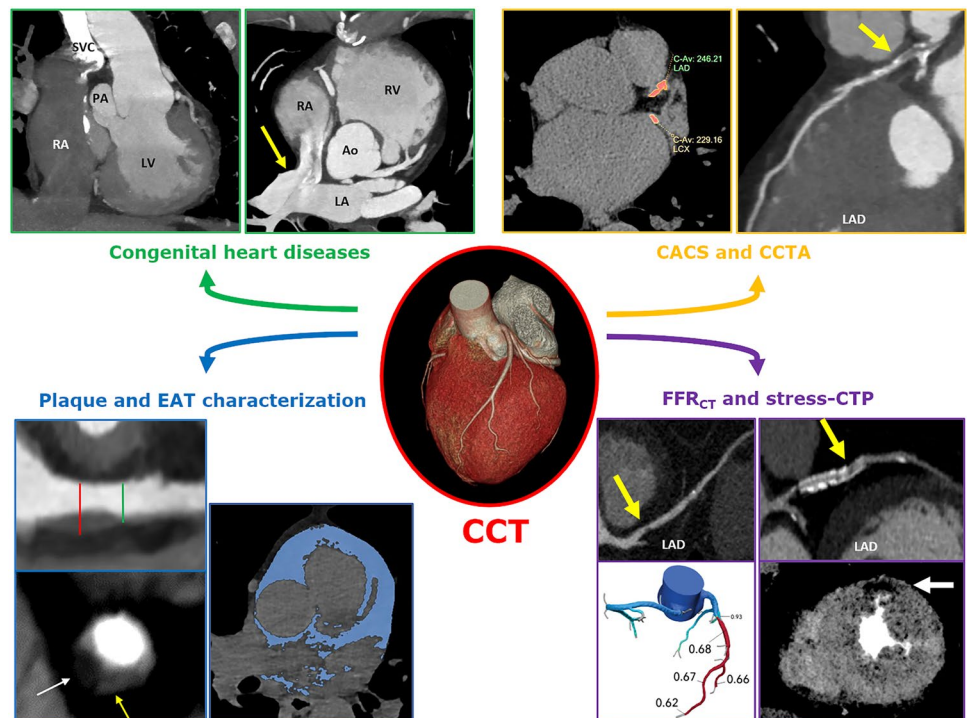 SVC
PA
RA
LV
RA
RV
Ao
LA
C-Av: 246.21
LAD
C-Av: 229.16
LCX
LAD
Congenital heart diseases
CACS and CCTA
Plaque and EAT characterization
FFRCT and stress-CTP
CCT
LAD
LAD
0.93
0.68
0.67
0.66
0.62